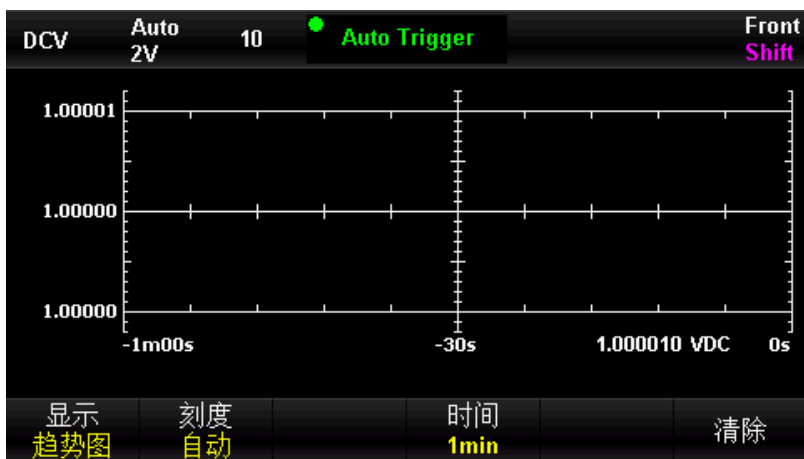 DCV Auto 10 Auto Trigger Front
2V Shift
1.00001
1.00000
1.00000
-1m00s -30s 1.000010 VDC 0s
显示 刻度 时间 清除
趋势图 自动 1min